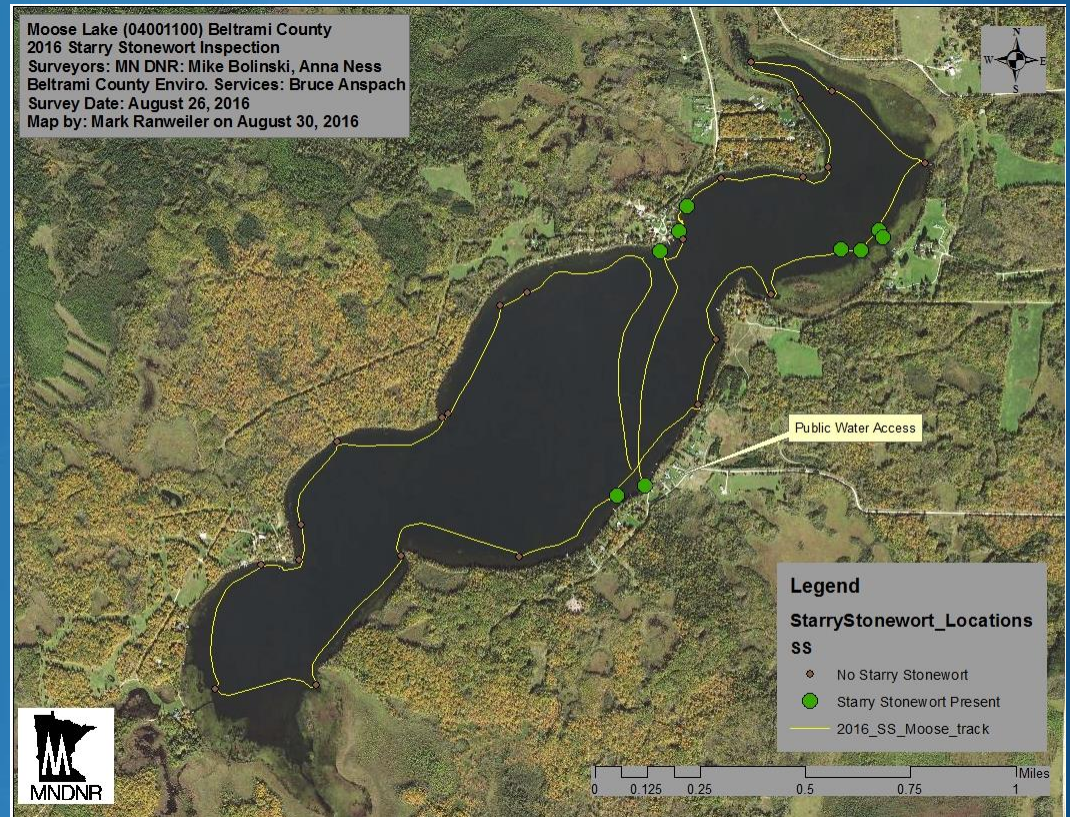 Moose Lake (04001100) Beltrami County
2016 Starry Stonewort Inspection
Surveyors: MN DNR: Mike Bolinski, Anna Ness
Beltrami County Enviro. Services: Bruce Anspach
Survey Date: August 26, 2016
Map by: Mark Ranweiler on August 30, 2016
N
W E
S
Public Water Access
Legend
StarryStonewort_Locations
SS
No Starry Stonewort
Starry Stonewort Present
2016_SS_Moose_track
Miles
0 0.125 0.25 0.5 0.75 1
M
MNDNR